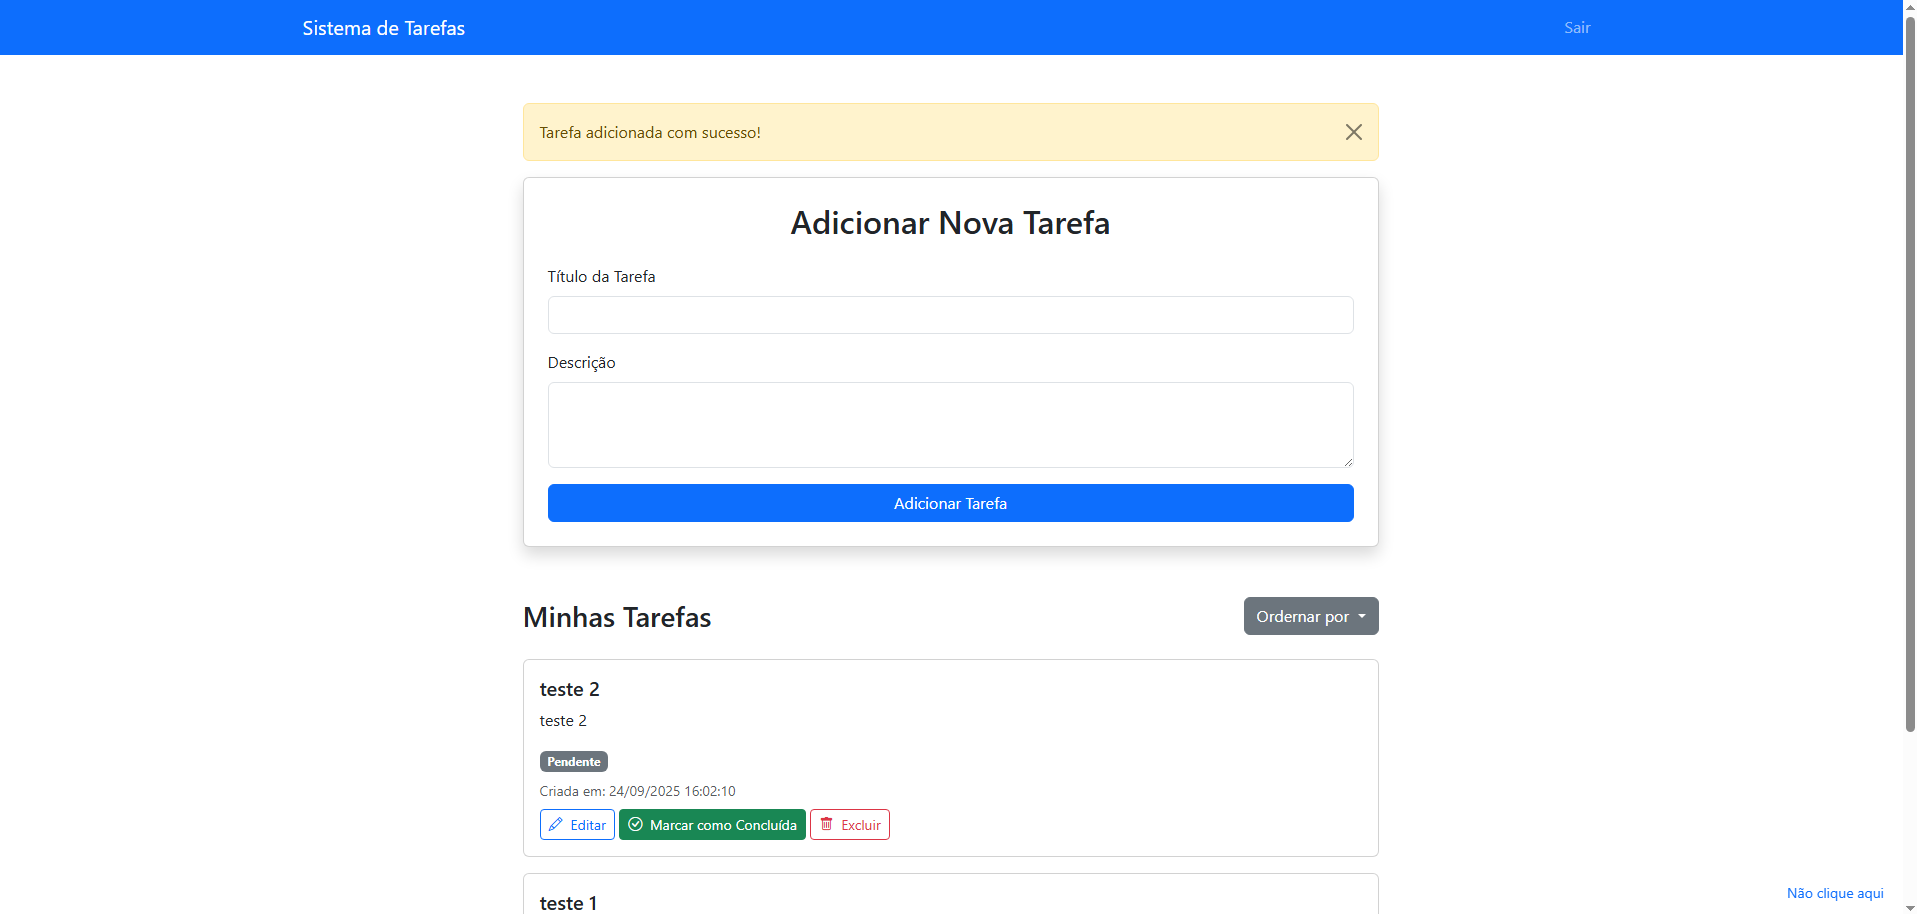 Sistema de Tarefas
Sair
Tarefa adicionada com sucesso!
Adicionar Nova Tarefa
Título da Tarefa
Descrição
Adicionar Tarefa
Minhas Tarefas
Ordernar por
teste 2
teste 2
Pendente
Criada em: 24/09/2025 16:02:10
Editar
Marcar como Concluída
Excluir
teste 1
Não clique aqui